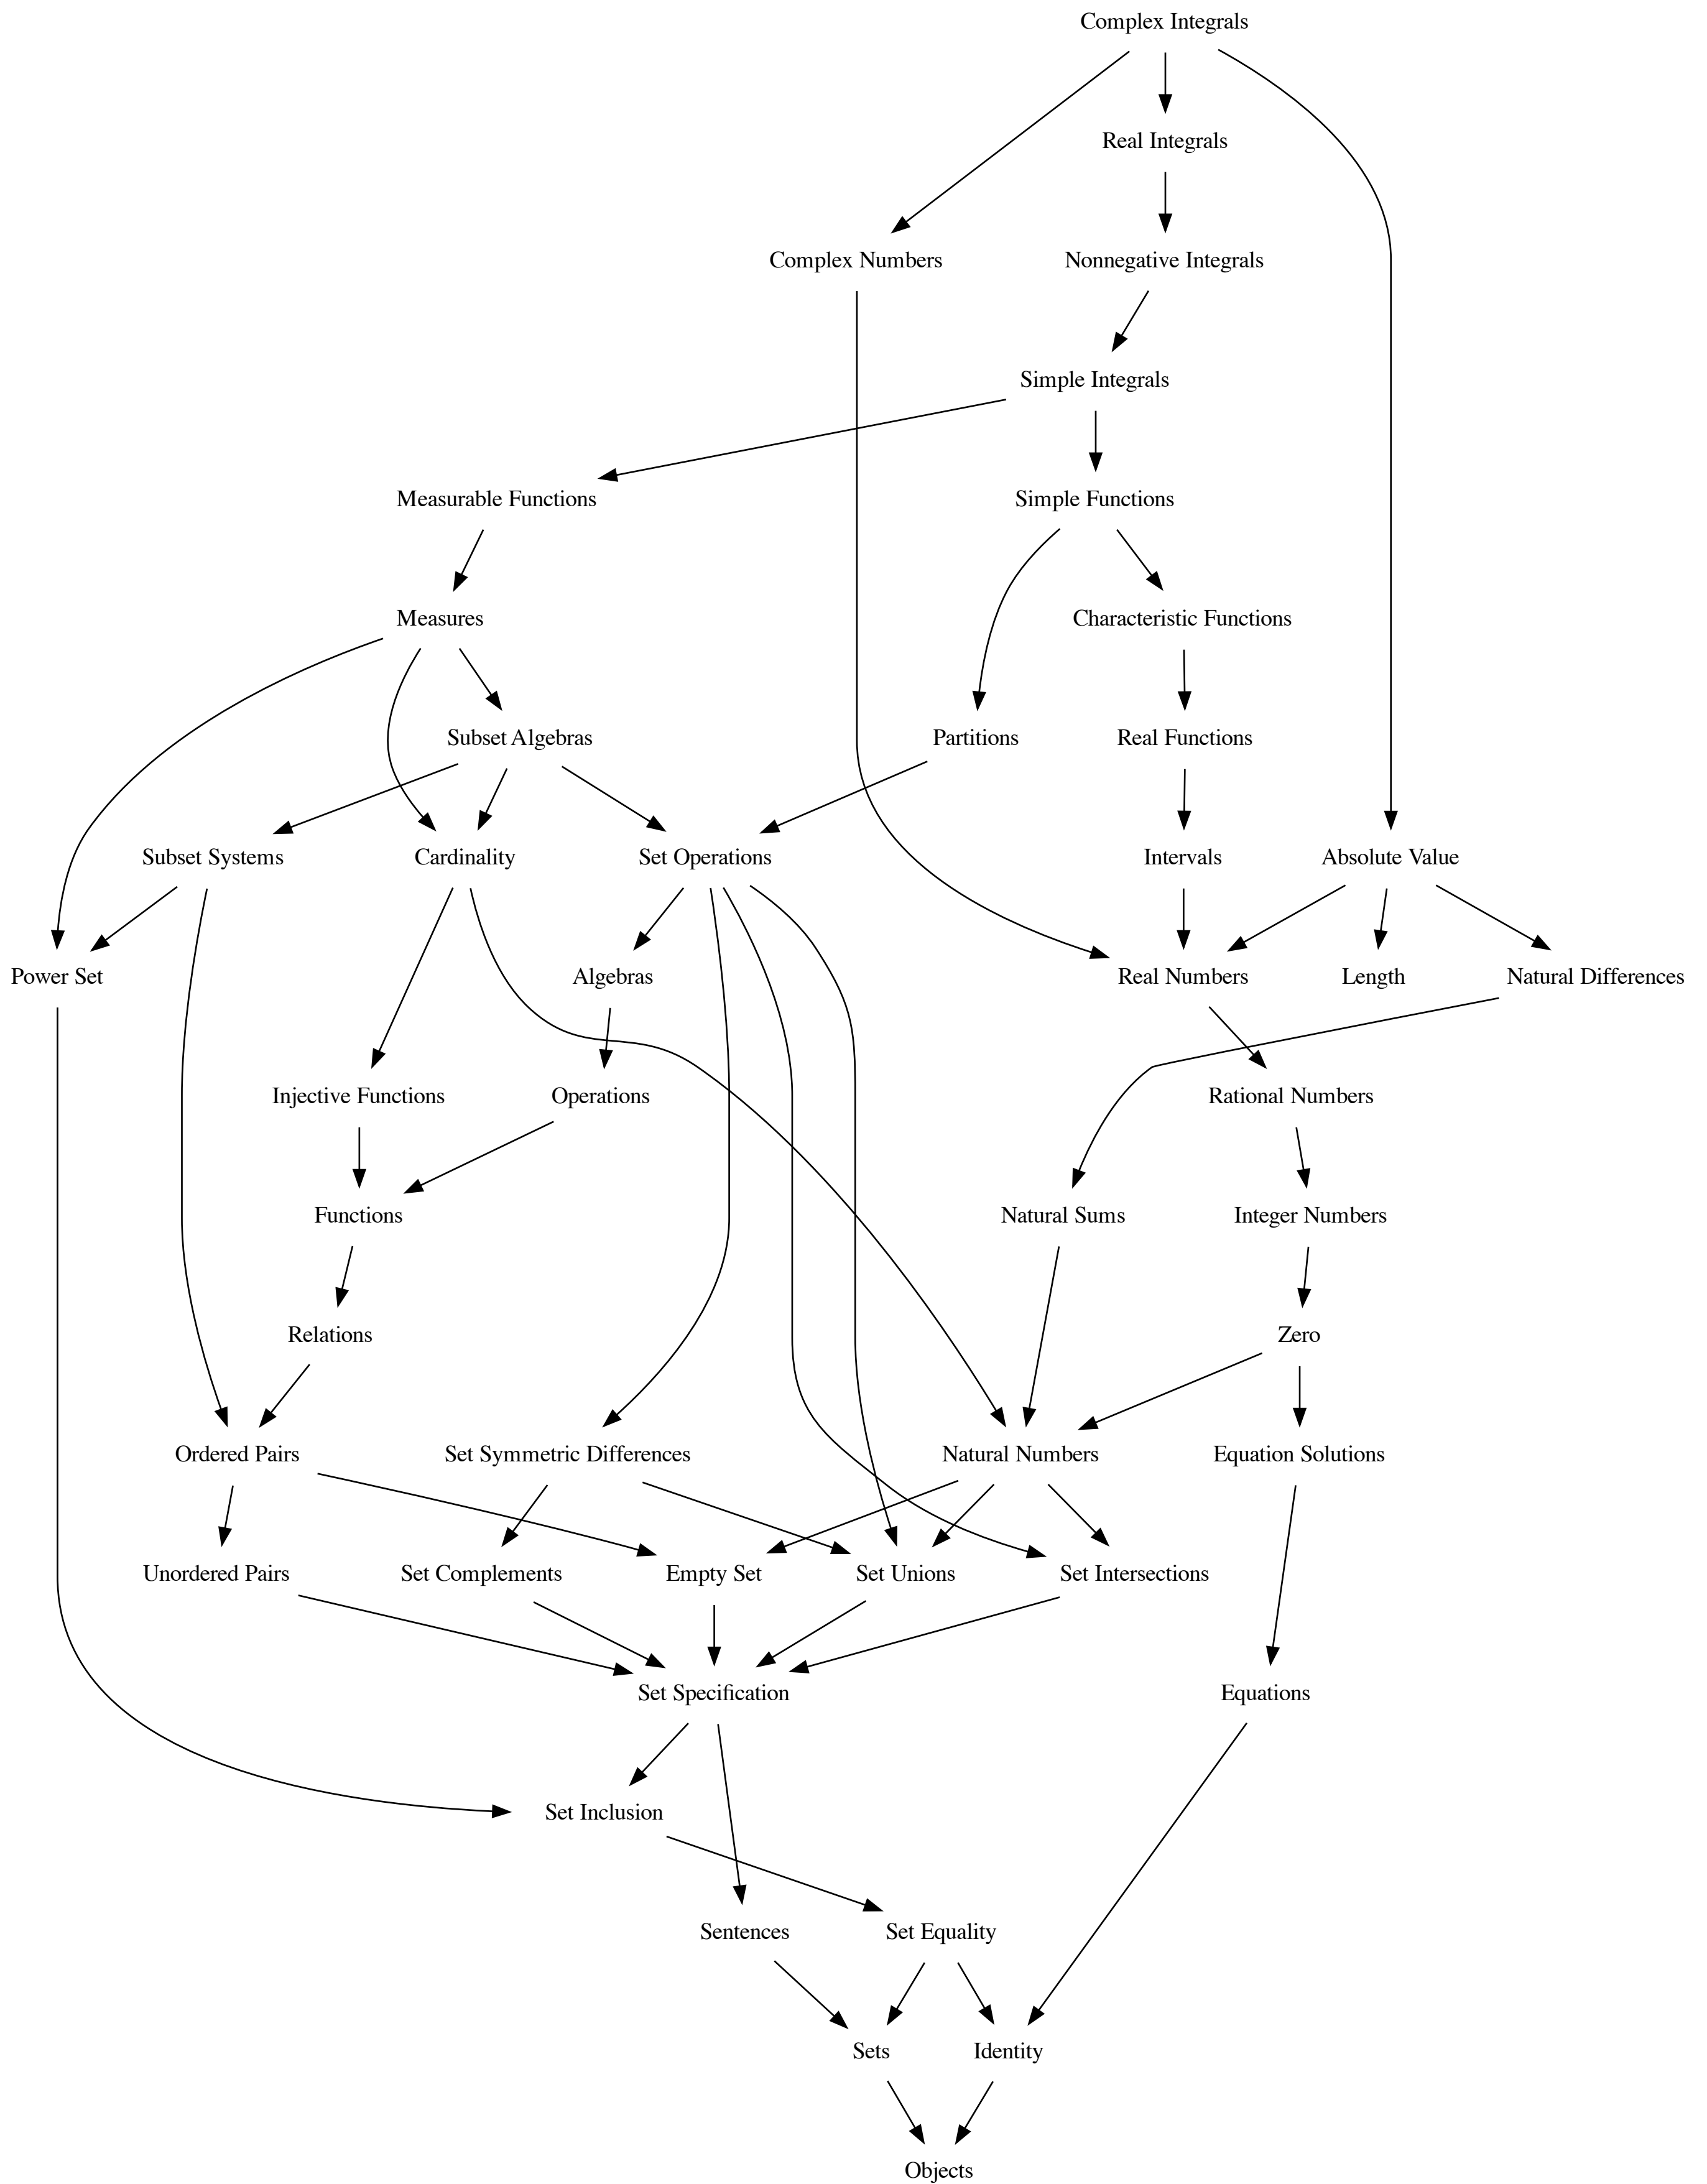 Complex Integrals
Real Integrals
Complex Numbers
Nonnegative Integrals
Simple Integrals
Measurable Functions
Simple Functions
Measures
Characteristic Functions
Subset Algebras
Partitions
Real Functions
Subset Systems
Cardinality
Set Operations
Intervals
Absolute Value
Power Set
Algebras
Real Numbers
Length
Natural Differences
Injective Functions
Operations
Rational Numbers
Functions
Natural Sums
Integer Numbers
Relations
Zero
Ordered Pairs
Set Symmetric Differences
Natural Numbers
Equation Solutions
Unordered Pairs
Set Complements
Empty Set
Set Unions
Set Intersections
Set Specification
Equations
Set Inclusion
Sentences
Set Equality
Sets
Identity
Objects